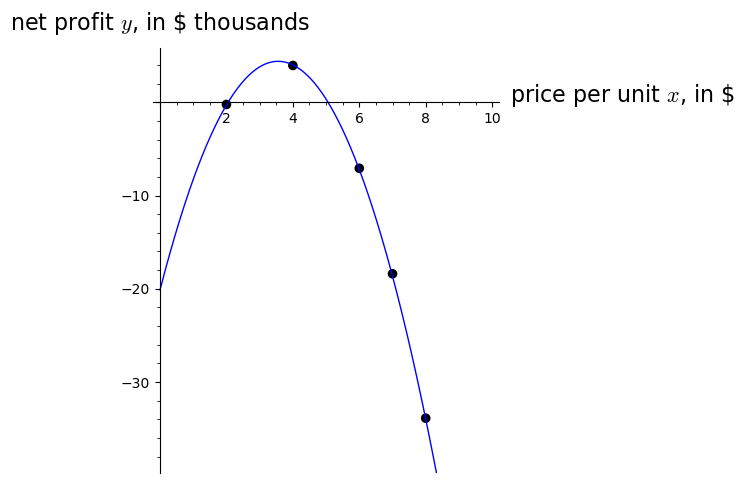 net profit y, in $ thousands
price per unit x, in $
2 4 6 8 10
−10
−20
−30